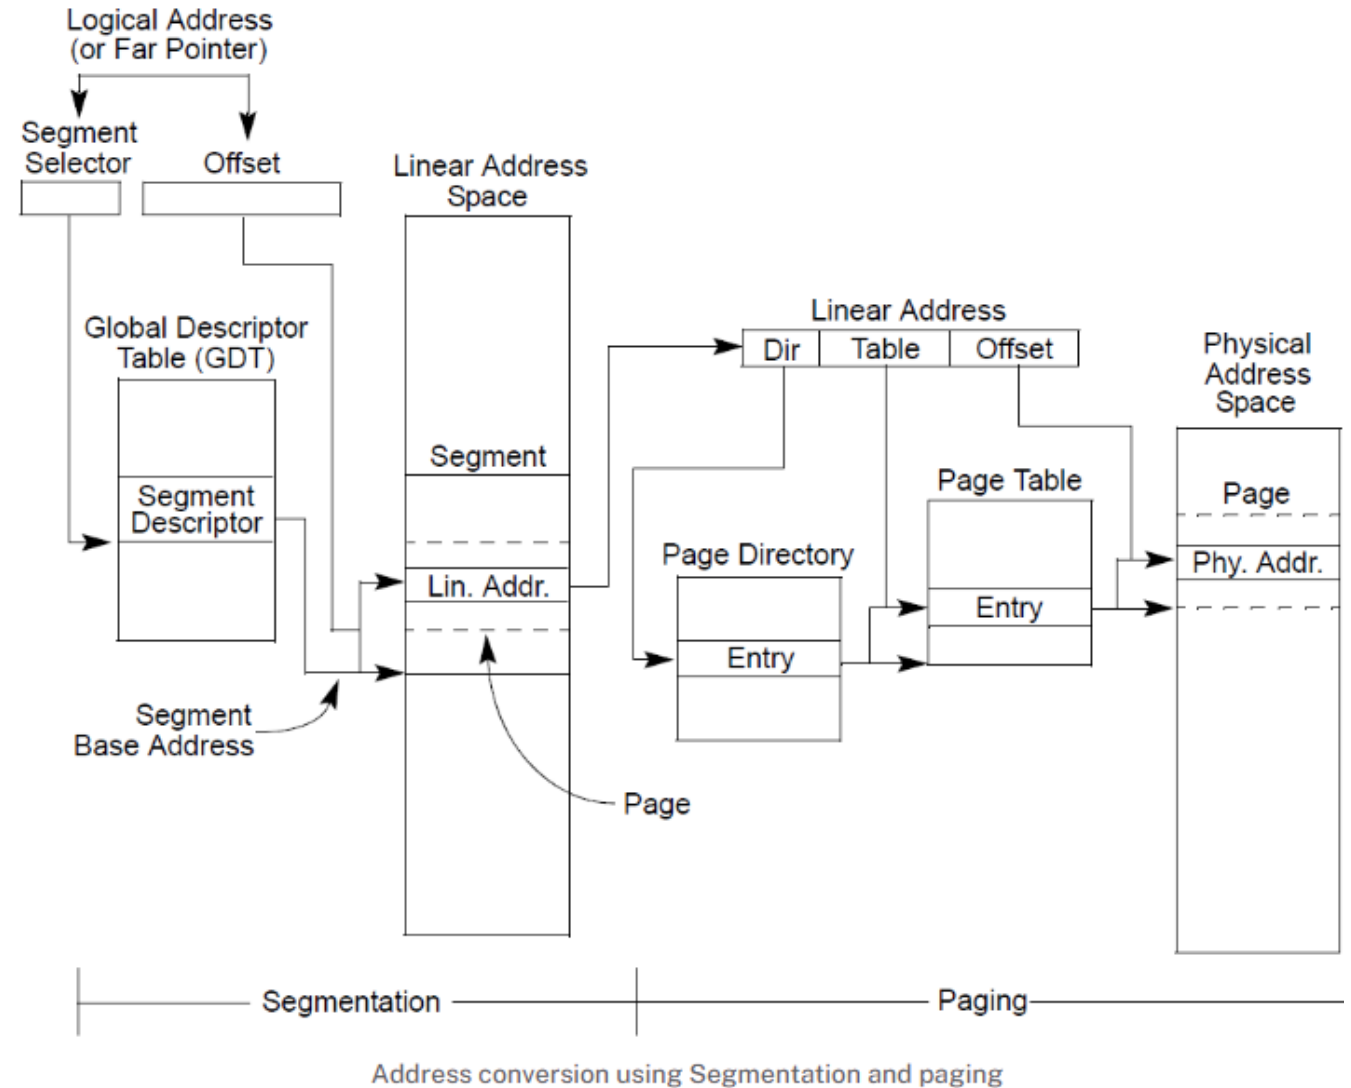 Logical Address
(or Far Pointer)
Segment
Selector
Offset
Linear Address
Space
Global Descriptor
Table (GDT)
Segment
Descriptor
Segment
Lin. Addr.
Segment
Base Address
Page
Linear Address
Dir
Table
Offset
Page Directory
Entry
Page Table
Entry
Physical
Address
Space
Page
Phy. Addr.
Segmentation
Paging
Address conversion using Segmentation and paging